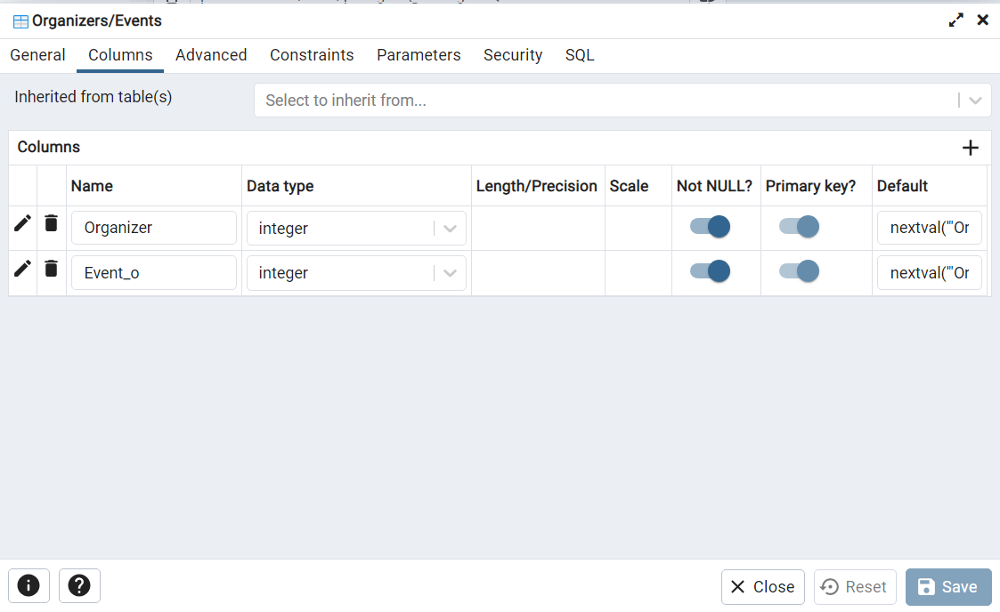 Organizers/Events
General Columns Advanced Constraints Parameters Security SQL
Inherited from table(s) Select to inherit from...
Columns
Name Data type Length/Precision Scale Not NULL? Primary key? Default
Organizer integer nextval('"Or
Event_o integer nextval('"Or
Close Reset Save